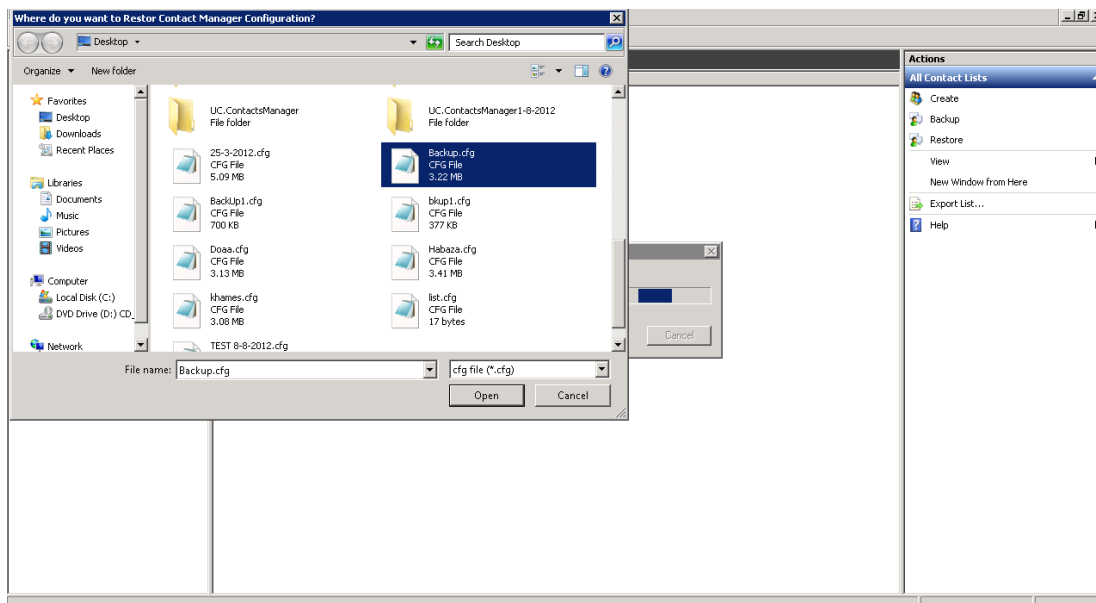 Where do you want to Restor Contact Manager Configuration?
Desktop
Search Desktop
Organize
New folder
Favorites
Desktop
Downloads
Recent Places
Libraries
Documents
Music
Pictures
Videos
Computer
Local Disk (C:)
DVD Drive (D:) CD_
Network
UC.ContactsManager
File folder
UC.ContactsManager1-8-2012
File folder
25-3-2012.cfg
CFG File
5.09 MB
Backup.cfg
CFG File
3.22 MB
BackUp1.cfg
CFG File
700 KB
bkup1.cfg
CFG File
377 KB
Doaa.cfg
CFG File
3.13 MB
Habaza.cfg
CFG File
3.41 MB
khames.cfg
CFG File
3.08 MB
list.cfg
CFG File
17 bytes
TEST 8-8-2012.cfg
File name: Backup.cfg
cfg file (*.cfg)
Open
Cancel
Cancel
Actions
All Contact Lists
Create
Backup
Restore
View
New Window from Here
Export List...
Help